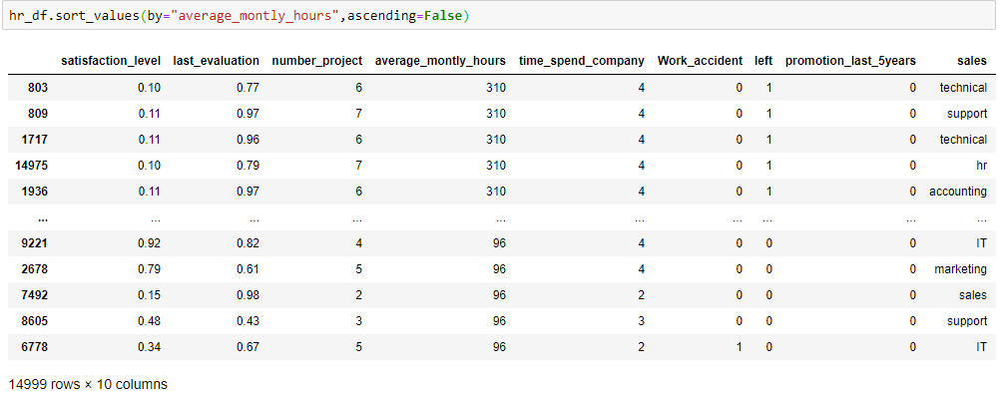 hr_df.sort_values(by="average_montly_hours",ascending=False)
satisfaction_level last_evaluation number_project average_montly_hours time_spend_company Work_accident left promotion_last_5years sales
803 0.10 0.77 6 310 4 0 1 0 technical
809 0.11 0.97 7 310 4 0 1 0 support
1717 0.11 0.96 6 310 4 0 1 0 technical
14975 0.10 0.79 7 310 4 0 1 0 hr
1936 0.11 0.97 6 310 4 0 1 0 accounting
... ... ... ... ... ... ... ... ... ...
9221 0.92 0.82 4 96 4 0 0 0 IT
2678 0.79 0.61 5 96 4 0 0 0 marketing
7492 0.15 0.98 2 96 2 0 0 0 sales
8605 0.48 0.43 3 96 3 0 0 0 support
6778 0.34 0.67 5 96 2 1 0 0 IT
14999 rows × 10 columns